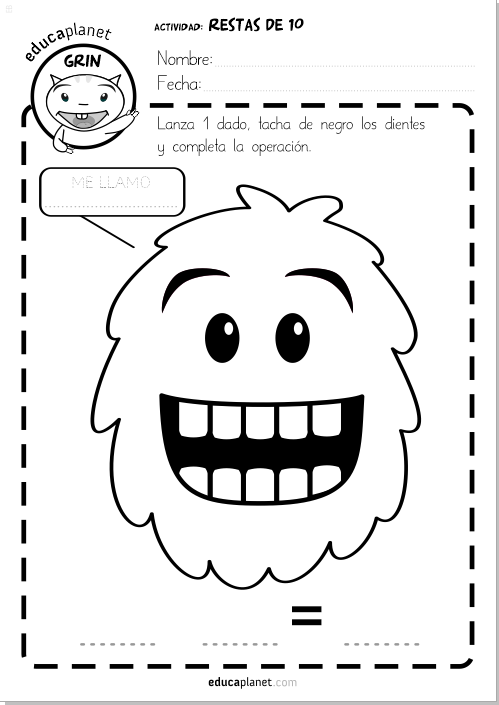 educaplanet
GRIN
ACTIVIDAD: RESTAS DE 10
Nombre:
Fecha:
Lanza 1 dado, tacha de negro los dientes
y completa la operación.
ME LLAMO
=
educaplanet.com